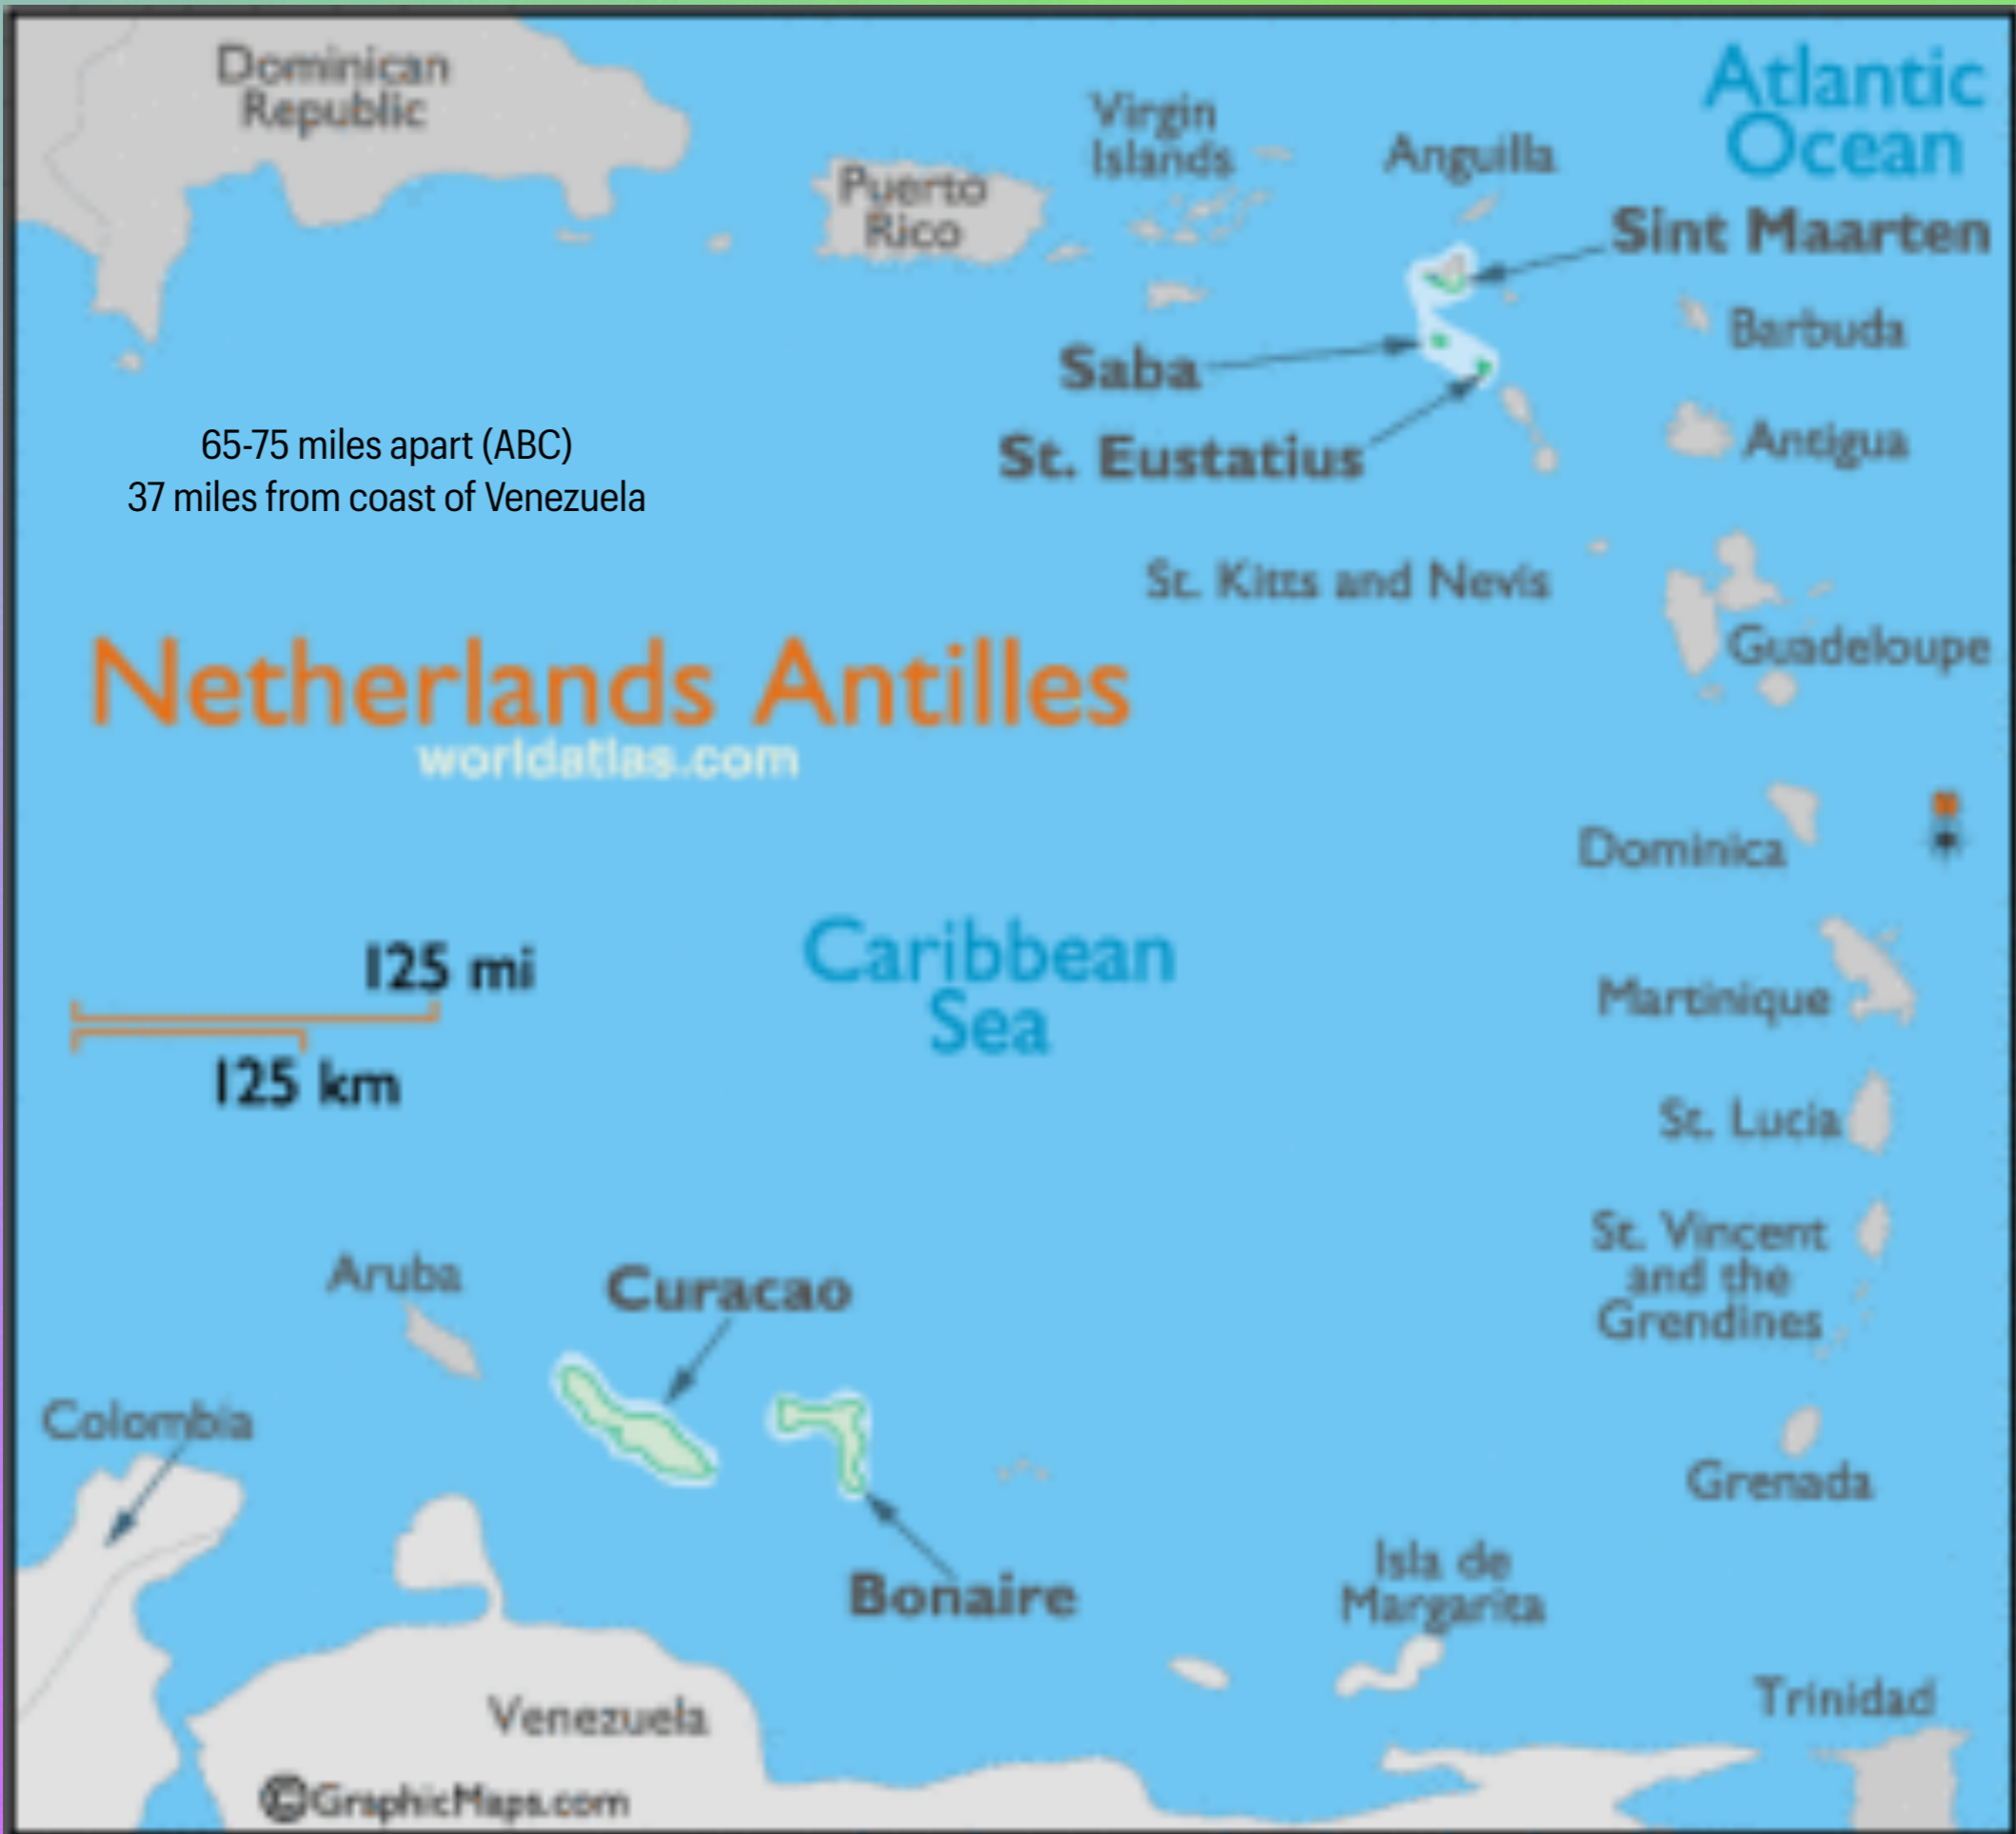 Dominican
Republic
Virgin
Islands
Anguilla
Atlantic
Ocean
Puerto
Rico
Sint Maarten
Saba
Barbuda
65-75 miles apart (ABC)
37 miles from coast of Venezuela
St. Eustatius
Antigua
St. Kitts and Nevis
Guadeloupe
Netherlands Antilles
worldatlas.com
Dominica
125 mi
Caribbean
Sea
Martinique
125 km
St. Lucia
St. Vincent
and the
Grendines
Aruba
Curacao
Colombia
Grenada
Bonaire
Isla de
Margarita
Venezuela
Trinidad
©GraphicMaps.com